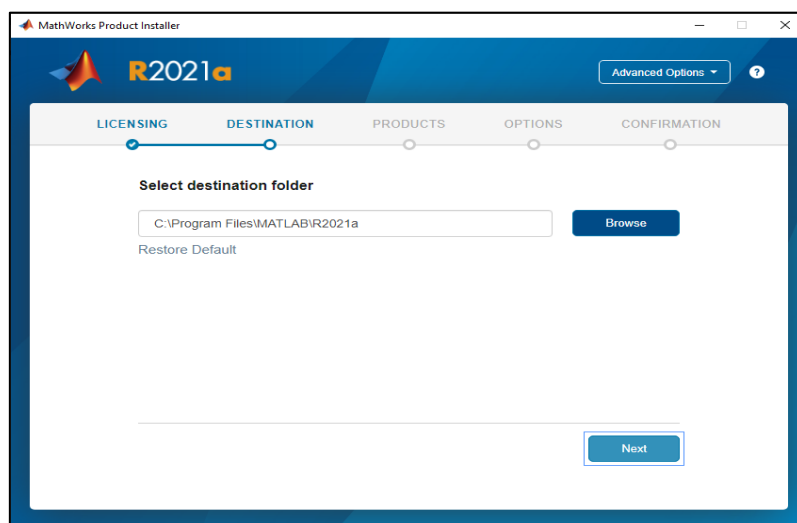 MathWorks Product Installer
R2021a
Advanced Options
?
LICENSING DESTINATION PRODUCTS OPTIONS CONFIRMATION
Select destination folder
C:\Program Files\MATLAB\R2021a
Browse
Restore Default
Next